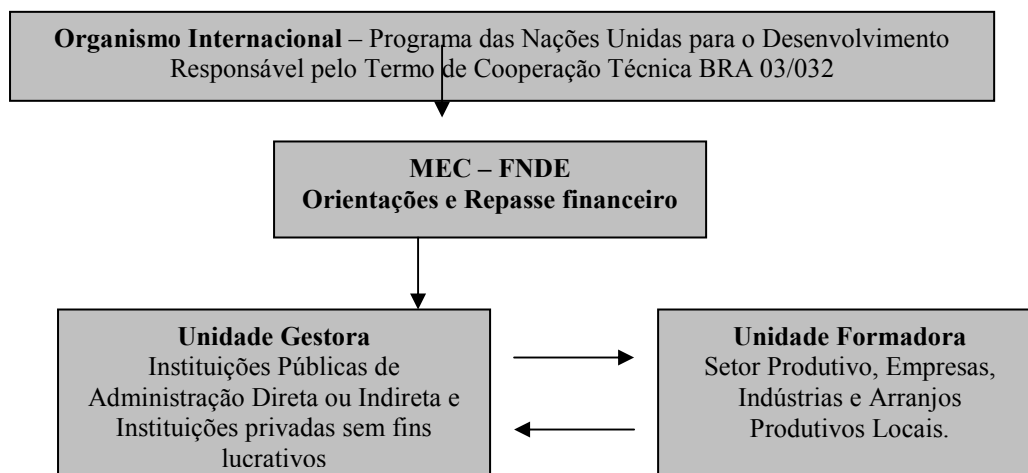 Organismo Internacional – Programa das Nações Unidas para o Desenvolvimento
Responsável pelo Termo de Cooperação Técnica BRA 03/032
MEC – FNDE
Orientações e Repasse financeiro
Unidade Gestora
Instituições Públicas de
Administração Direta ou Indireta e
Instituições privadas sem fins
lucrativos
Unidade Formadora
Setor Produtivo, Empresas,
Indústrias e Arranjos
Produtivos Locais.